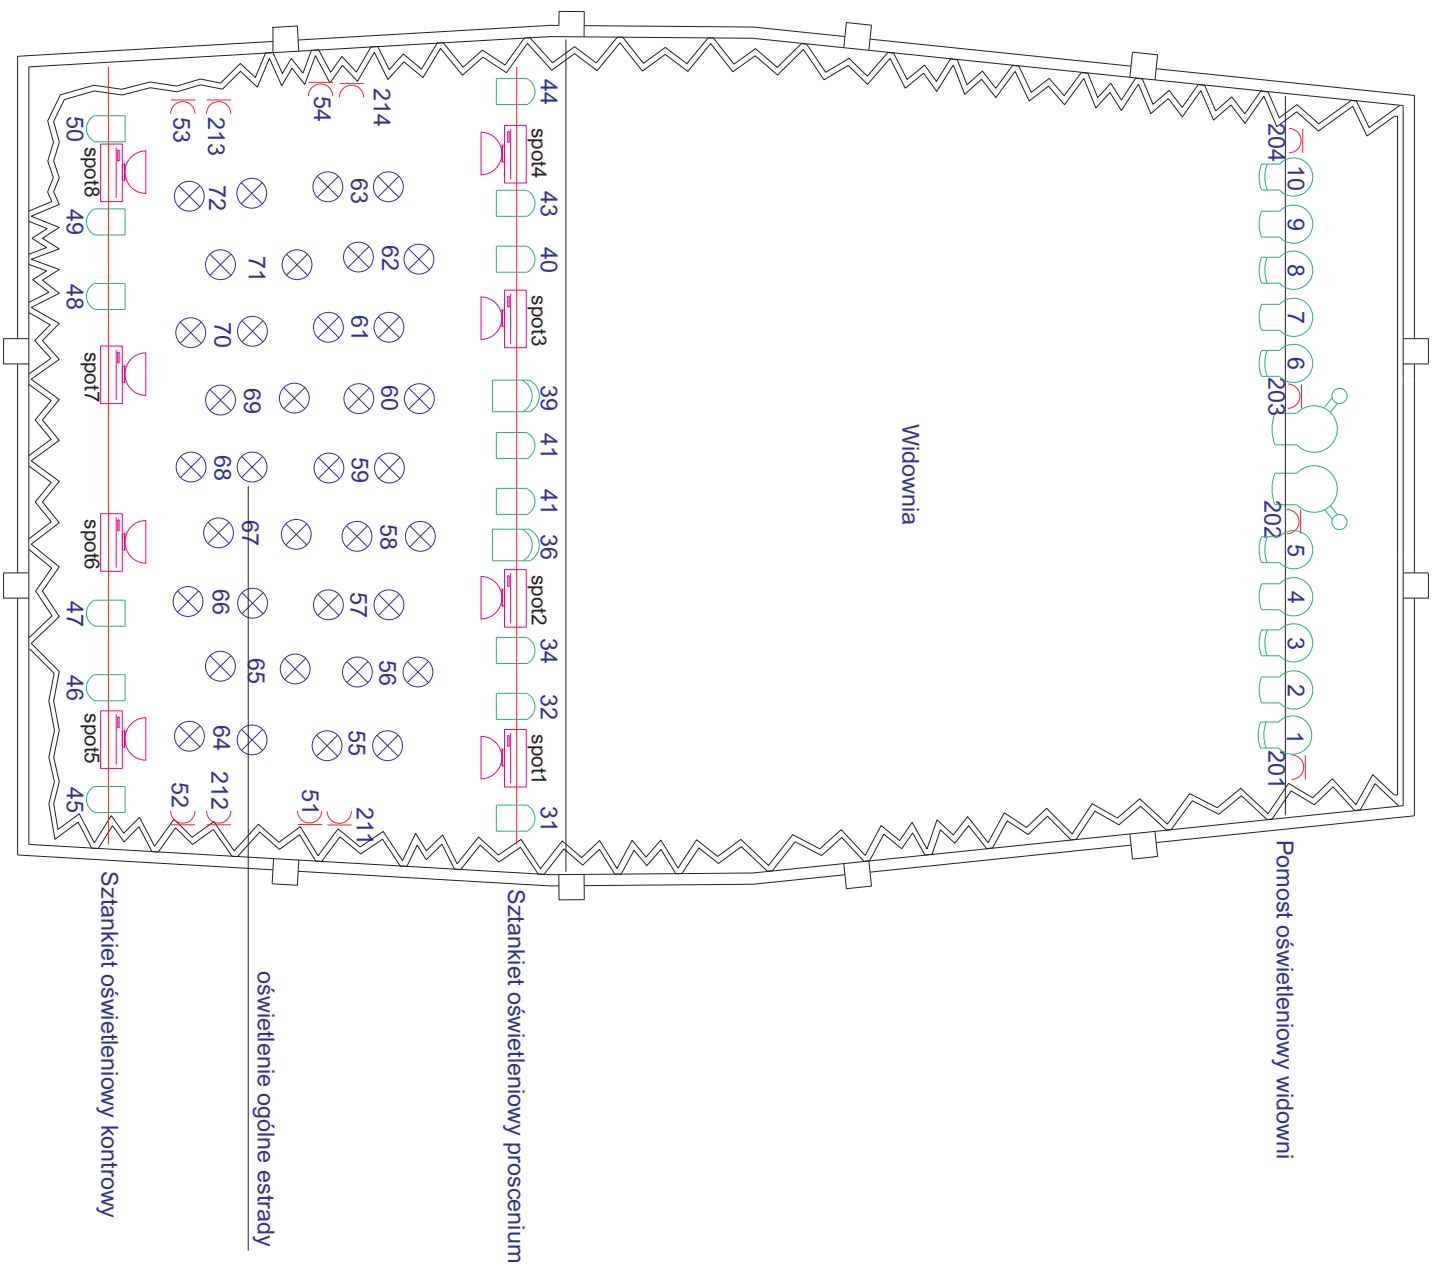 204 10 9 8 7 6 203 202 5 4 3 2 1 201
Pomost oświetleniowy widowni
Widownia
44 43 40 39 41 41 36 34 32 31
spot4 spot3 spot2 spot1
Sztankiet oświetleniowy proscenium
214 62 60 58 56 211
63 61 59 57 55
54 51
oświetlenie ogólne estrady
71 69 67 65
213 72 70 68 66 64 212
53 52
Sztankiet oświetleniowy kontrowy
spot8 spot7 spot6 spot5
50 49 48 47 46 45